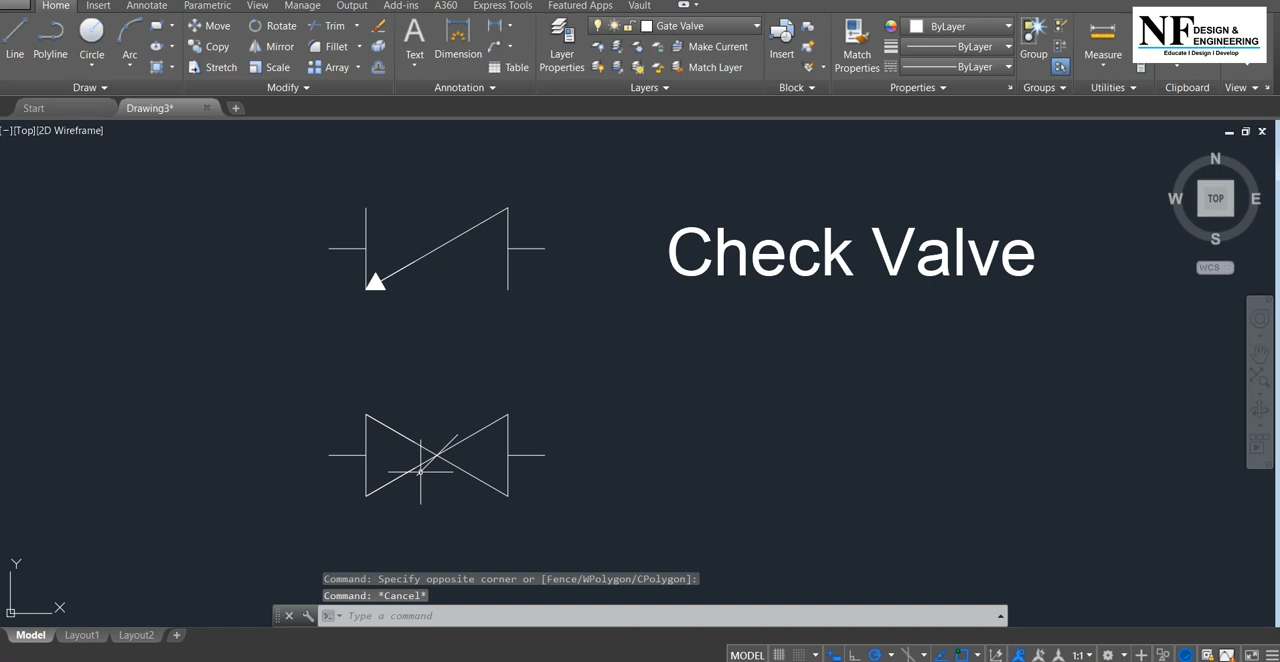 Home Insert Annotate Parametric View Manage Output Add-ins A360 Express Tools Featured Apps Vault
NF DESIGN &
ENGINEERING
Educate I Design I Develop
Line Polyline Circle Arc
Move Rotate Trim
Copy Mirror Fillet
Stretch Scale Array
Text Dimension Table
Layer
Properties
Gate Valve
Make Current
Match Layer
Insert
Match
Properties
ByLayer
ByLayer
ByLayer
Group
Measure
Draw Modify Annotation Layers Block Properties Groups Utilities Clipboard View
Start Drawing3* +
[−][Top][2D Wireframe]
N
W TOP E
S
WCS
Check Valve
Y
X
Command: Specify opposite corner or [Fence/WPolygon/CPolygon]:
Command: *Cancel*
Type a command
Model Layout1 Layout2 +
MODEL 1:1